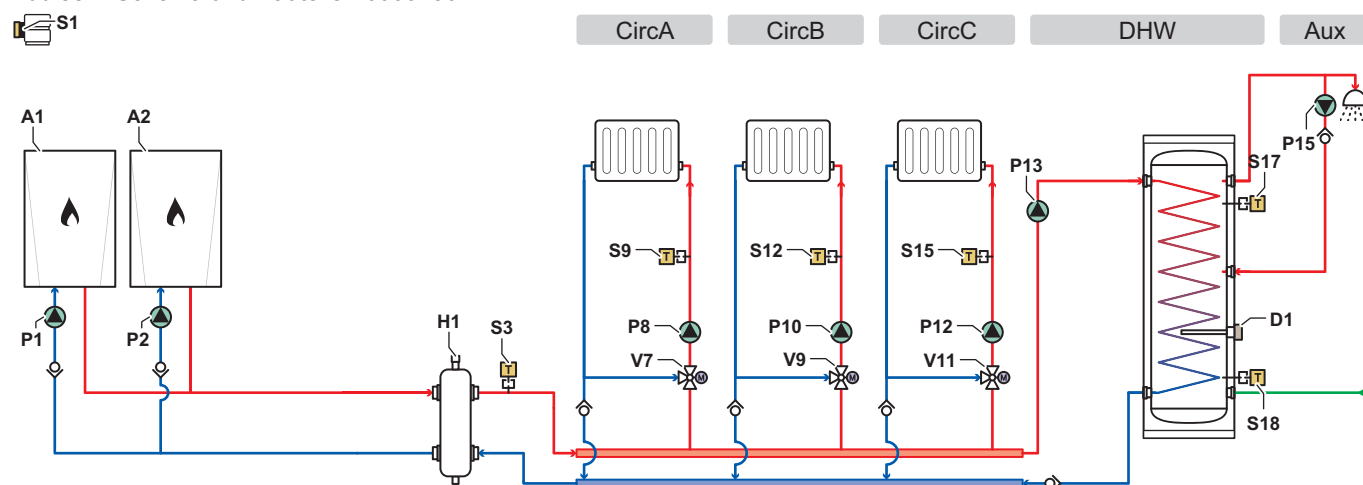 S1
CircA CircB CircC DHW Aux
A1 A2
P15
S17
P13
S9 S12 S15
H1 S3
P1 P2 P8 P10 P12 D1
V7 V9 V11
S18
T T T T T T
M M M